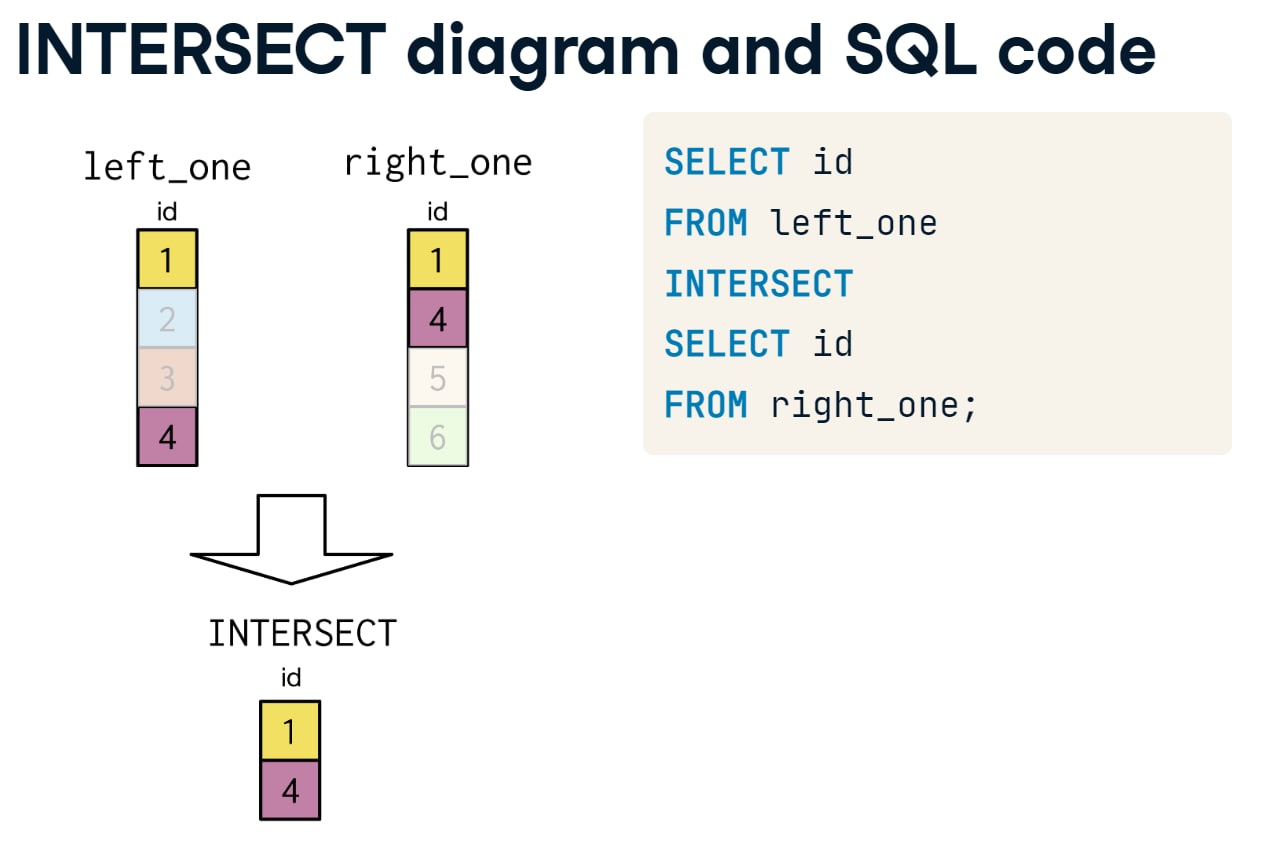 INTERSECT diagram and SQL code
left_one
id
1
2
3
4
right_one
id
1
4
5
6
INTERSECT
id
1
4
SELECT id
FROM left_one
INTERSECT
SELECT id
FROM right_one;